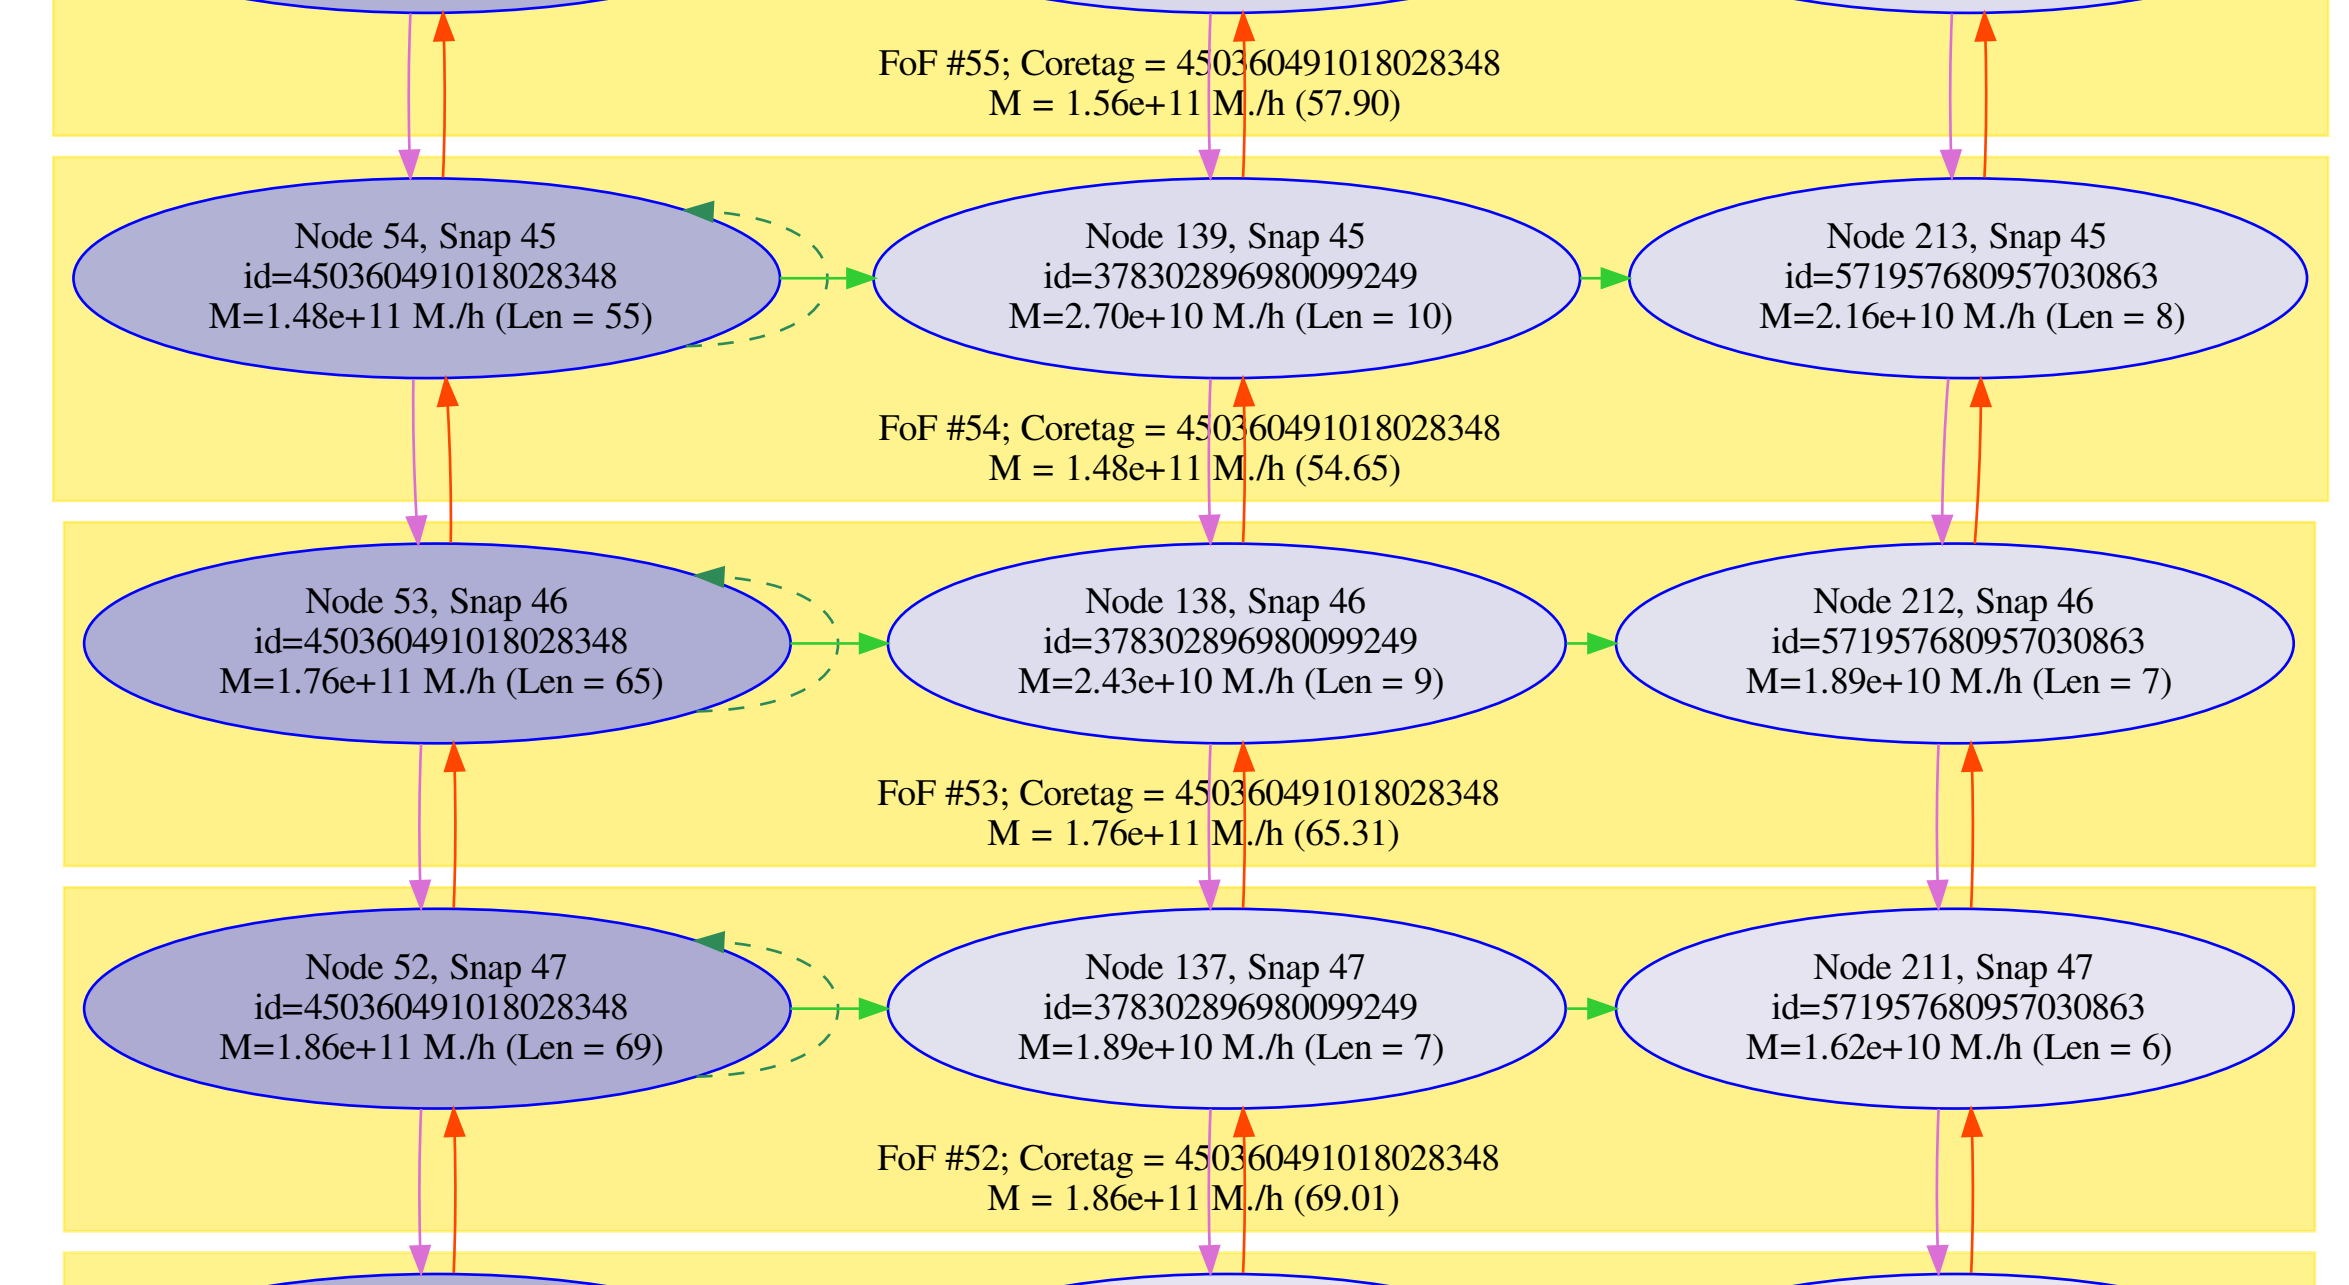 FoF #55; Coretag = 450360491018028348
M = 1.56e+11 M./h (57.90)
Node 54, Snap 45
id=450360491018028348
M=1.48e+11 M./h (Len = 55)
Node 139, Snap 45
id=378302896980099249
M=2.70e+10 M./h (Len = 10)
Node 213, Snap 45
id=571957680957030863
M=2.16e+10 M./h (Len = 8)
FoF #54; Coretag = 450360491018028348
M = 1.48e+11 M./h (54.65)
Node 53, Snap 46
id=450360491018028348
M=1.76e+11 M./h (Len = 65)
Node 138, Snap 46
id=378302896980099249
M=2.43e+10 M./h (Len = 9)
Node 212, Snap 46
id=571957680957030863
M=1.89e+10 M./h (Len = 7)
FoF #53; Coretag = 450360491018028348
M = 1.76e+11 M./h (65.31)
Node 52, Snap 47
id=450360491018028348
M=1.86e+11 M./h (Len = 69)
Node 137, Snap 47
id=378302896980099249
M=1.89e+10 M./h (Len = 7)
Node 211, Snap 47
id=571957680957030863
M=1.62e+10 M./h (Len = 6)
FoF #52; Coretag = 450360491018028348
M = 1.86e+11 M./h (69.01)